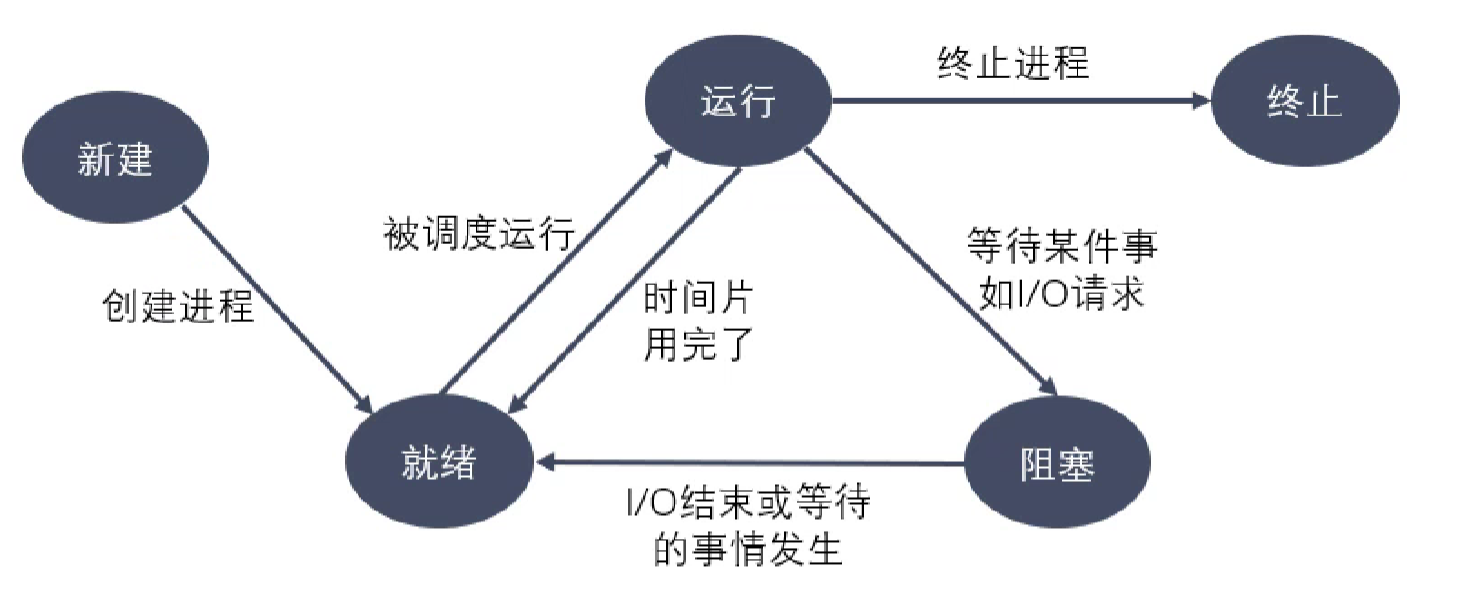 终止进程
运行
终止
新建
被调度运行
等待某件事
如I/O请求
创建进程
时间片
用完了
就绪
阻塞
I/O结束或等待
的事情发生